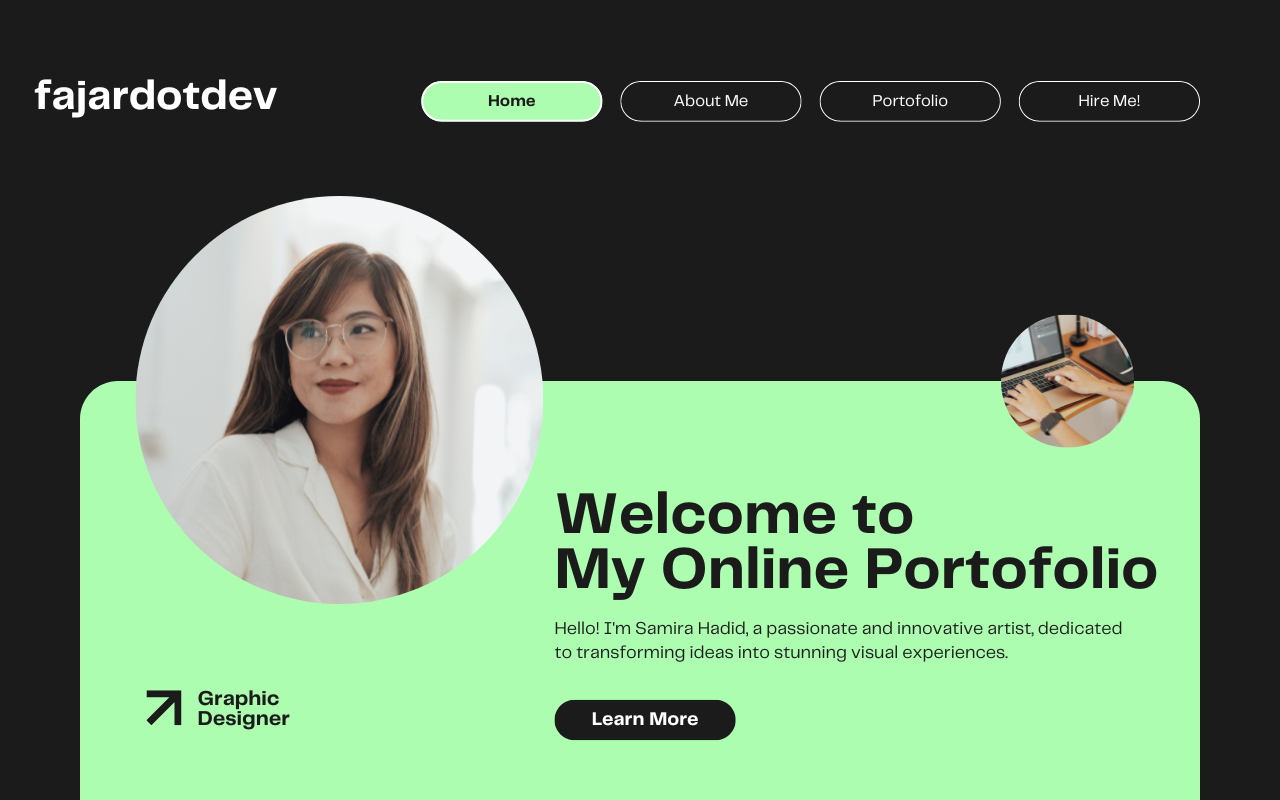 fajardotdev
Home
About Me
Portofolio
Hire Me!
Welcome to
My Online Portofolio
Hello! I'm Samira Hadid, a passionate and innovative artist, dedicated
to transforming ideas into stunning visual experiences.
Graphic
Designer
Learn More